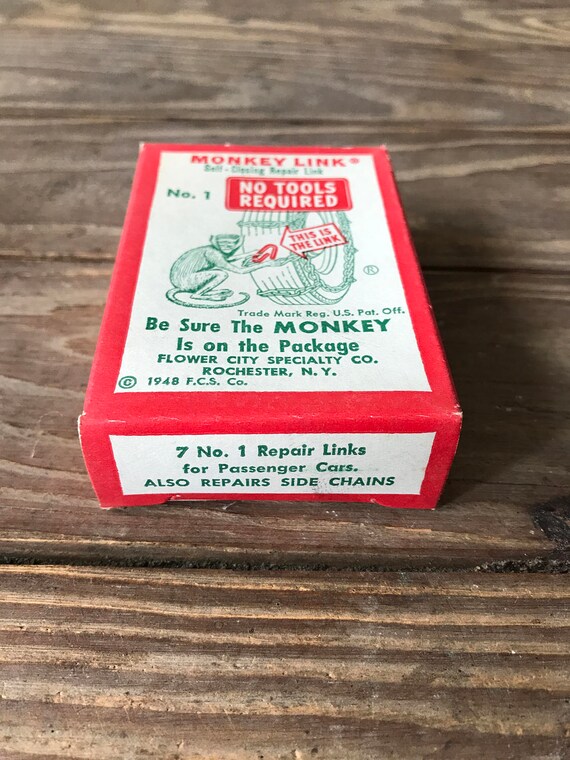 MONKEY LINK®
Self-Closing Repair Link
No. 1
NO TOOLS
REQUIRED
THIS IS
THE LINK
®
Trade Mark Reg. U.S. Pat. Off.
Be Sure The MONKEY
Is on the Package
FLOWER CITY SPECIALTY CO.
ROCHESTER, N.Y.
© 1948 F.C.S. Co.
7 No. 1 Repair Links
for Passenger Cars.
ALSO REPAIRS SIDE CHAINS